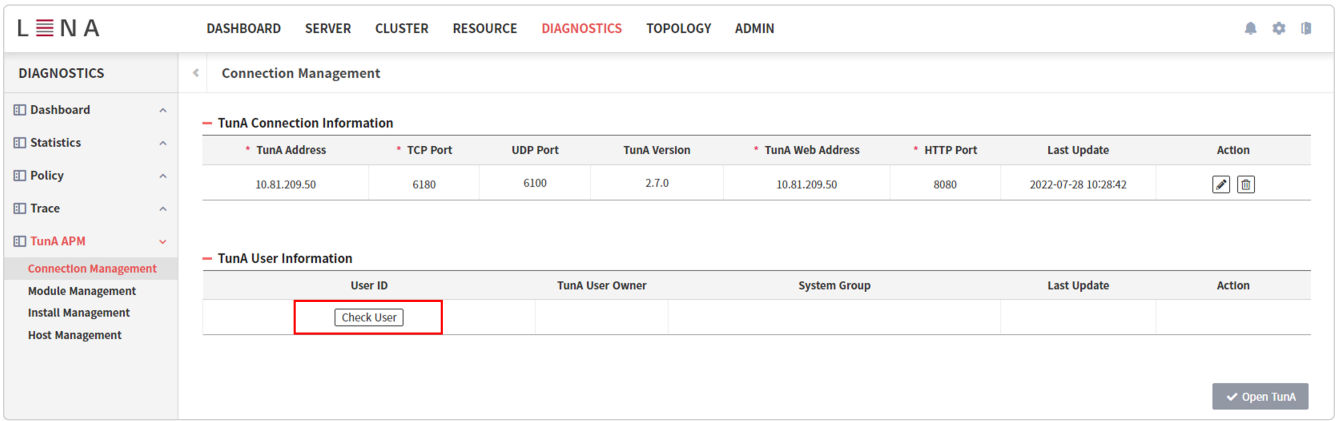 LENA DASHBOARD SERVER CLUSTER RESOURCE DIAGNOSTICS TOPOLOGY ADMIN
DIAGNOSTICS
Connection Management
Dashboard
Statistics
Policy
Trace
TunA APM
Connection Management
Module Management
Install Management
Host Management
TunA Connection Information
* TunA Address * TCP Port UDP Port TunA Version * TunA Web Address * HTTP Port Last Update Action
10.81.209.50 6180 6100 2.7.0 10.81.209.50 8080 2022-07-28 10:28:42
TunA User Information
User ID TunA User Owner System Group Last Update Action
Check User
Open TunA